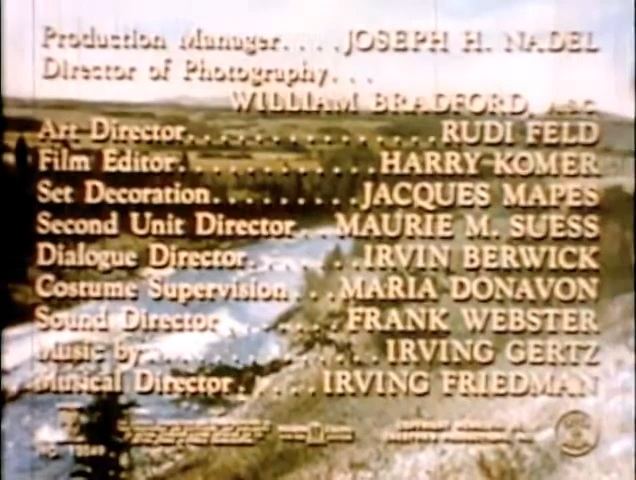 Production Manager....JOSEPH H. NADEL
Director of Photography...
WILLIAM BRADFORD, A.S.C.
Art Director................RUDI FELD
Film Editor............HARRY KOMER
Set Decoration.........JACQUES MAPES
Second Unit Director..MAURIE M. SUESS
Dialogue Director.......IRVIN BERWICK
Costume Supervision...MARIA DONAVON
Sound Director........FRANK WEBSTER
Music by..............IRVING GERTZ
Musical Director.....IRVING FRIEDMAN